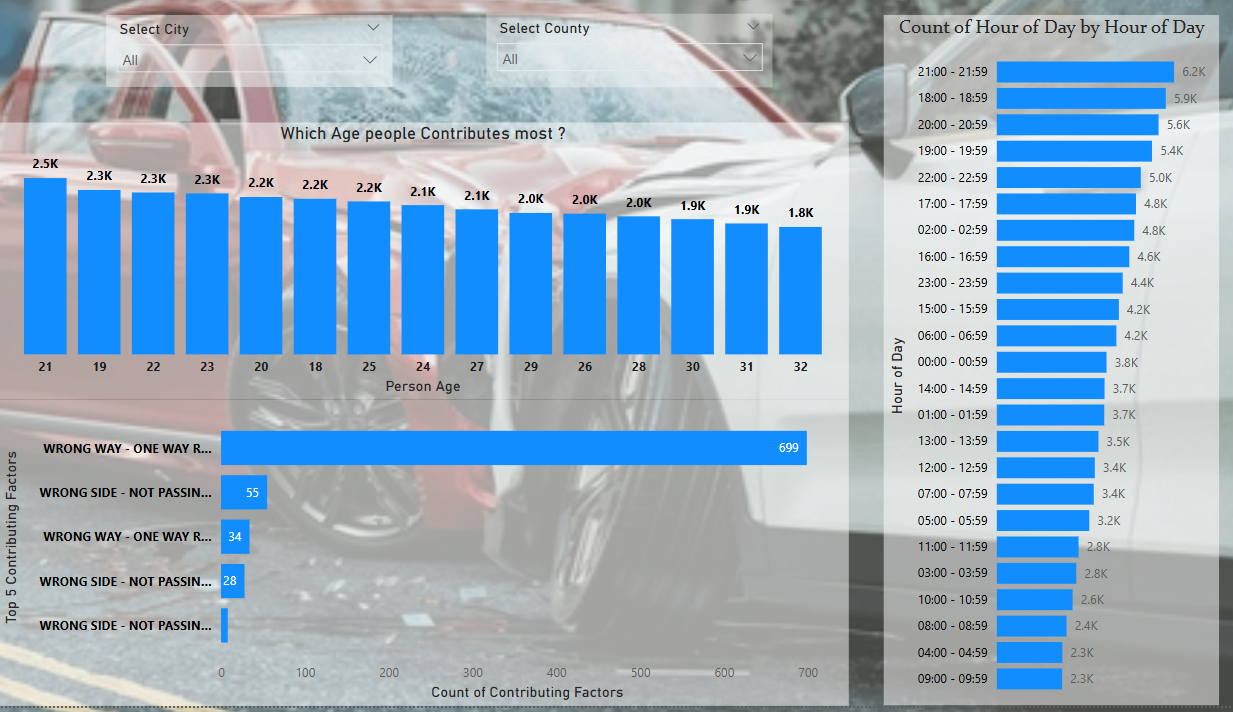 Select City
All
Select County
All
Which Age people Contributes most ?
2.5K 2.3K 2.3K 2.3K 2.2K 2.2K 2.2K 2.1K 2.1K 2.0K 2.0K 2.0K 1.9K 1.9K 1.8K
21 19 22 23 20 18 25 24 27 29 26 28 30 31 32
Person Age
Top 5 Contributing Factors
WRONG WAY - ONE WAY R... 699
WRONG SIDE - NOT PASSIN... 55
WRONG WAY - ONE WAY R... 34
WRONG SIDE - NOT PASSIN... 28
WRONG SIDE - NOT PASSIN...
0 100 200 300 400 500 600 700
Count of Contributing Factors
Count of Hour of Day by Hour of Day
Hour of Day
21:00 - 21:59 6.2K
18:00 - 18:59 5.9K
20:00 - 20:59 5.6K
19:00 - 19:59 5.4K
22:00 - 22:59 5.0K
17:00 - 17:59 4.8K
02:00 - 02:59 4.8K
16:00 - 16:59 4.6K
23:00 - 23:59 4.4K
15:00 - 15:59 4.2K
06:00 - 06:59 4.2K
00:00 - 00:59 3.8K
14:00 - 14:59 3.7K
01:00 - 01:59 3.7K
13:00 - 13:59 3.5K
12:00 - 12:59 3.4K
07:00 - 07:59 3.4K
05:00 - 05:59 3.2K
11:00 - 11:59 2.8K
03:00 - 03:59 2.8K
10:00 - 10:59 2.6K
08:00 - 08:59 2.4K
04:00 - 04:59 2.3K
09:00 - 09:59 2.3K